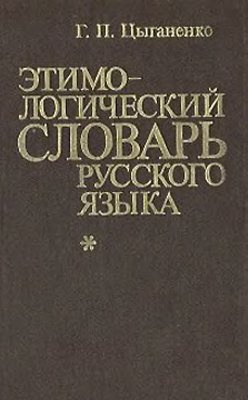 Г. П. Цыганенко
ЭТИМО-
ЛОГИЧЕСКИЙ
СЛОВАРЬ
РУССКОГО
ЯЗЫКА
*